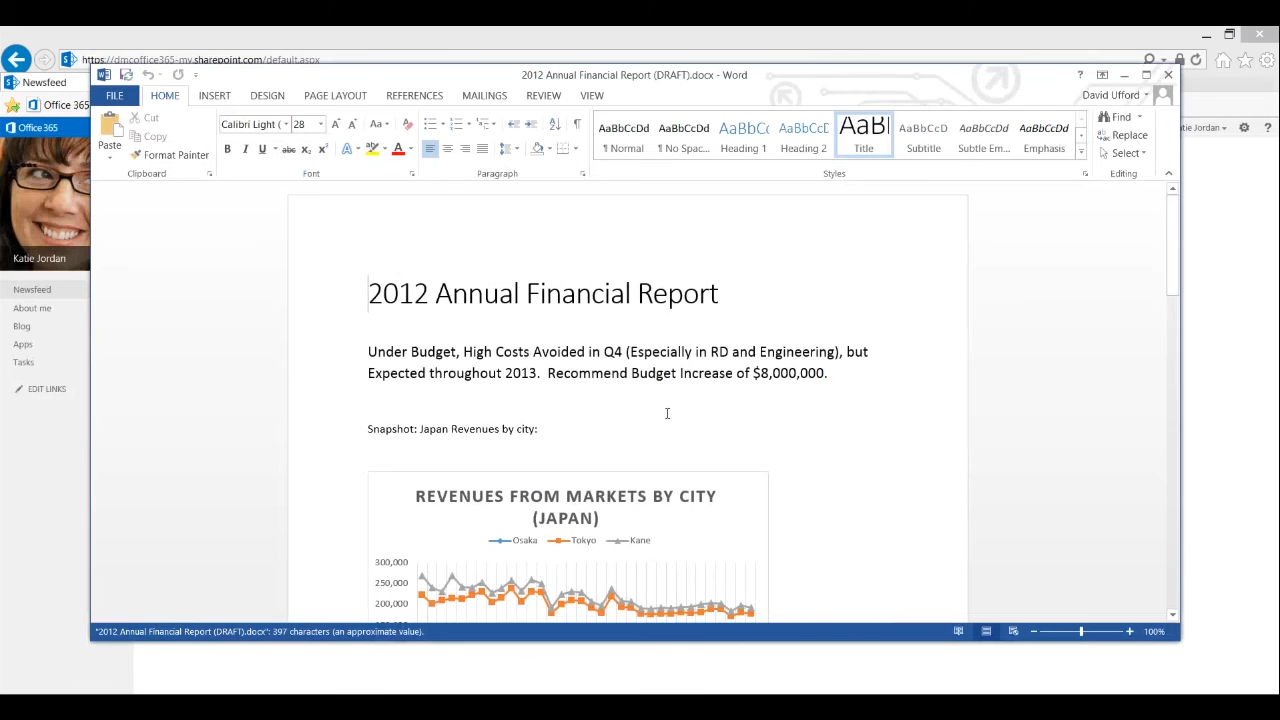 https://dmcoffice365-my.sharepoint.com/default.aspx
2012 Annual Financial Report (DRAFT).docx - Word
Newsfeed
FILE HOME INSERT DESIGN PAGE LAYOUT REFERENCES MAILINGS REVIEW VIEW
David Ufford
Office 365
Office 365
Katie Jordan
Paste
Cut
Copy
Format Painter
Clipboard
Calibri Light ( 28
Font
Paragraph
AaBbCcDd AaBbCcDd AaBbC AaBbCcD AaB AaBbCcD AaBbCcDd AaBbCcDd
¶ Normal ¶ No Spac... Heading 1 Heading 2 Title Subtitle Subtle Em... Emphasis
Styles
Find
Replace
Select
Editing
Katie Jordan
Newsfeed
About me
Blog
Apps
Tasks
EDIT LINKS
2012 Annual Financial Report
Under Budget, High Costs Avoided in Q4 (Especially in RD and Engineering), but
Expected throughout 2013. Recommend Budget Increase of $8,000,000.
Snapshot: Japan Revenues by city:
REVENUES FROM MARKETS BY CITY
(JAPAN)
Osaka Tokyo Kane
300,000
250,000
200,000
"2012 Annual Financial Report (DRAFT).docx": 397 characters (an approximate value).
100%